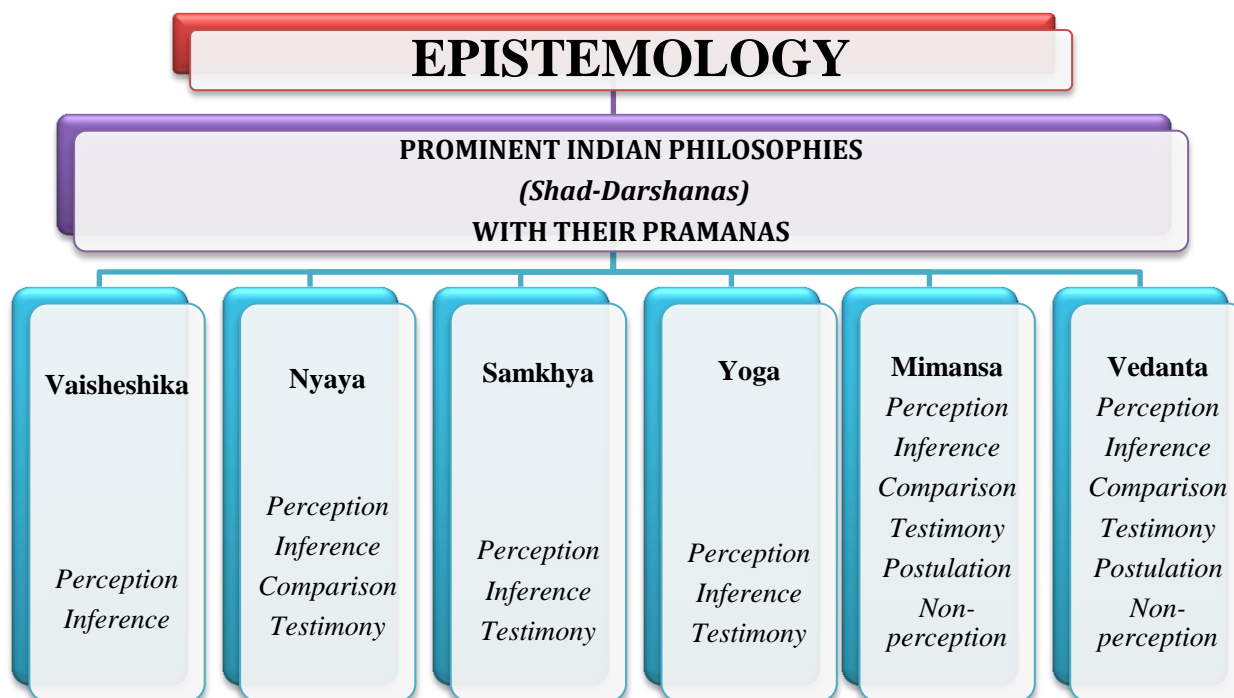 EPISTEMOLOGY
PROMINENT INDIAN PHILOSOPHIES
(Shad-Darshanas)
WITH THEIR PRAMANAS
Vaisheshika
Perception
Inference
Nyaya
Perception
Inference
Comparison
Testimony
Samkhya
Perception
Inference
Testimony
Yoga
Perception
Inference
Testimony
Mimansa
Perception
Inference
Comparison
Testimony
Postulation
Non-
perception
Vedanta
Perception
Inference
Comparison
Testimony
Postulation
Non-
perception